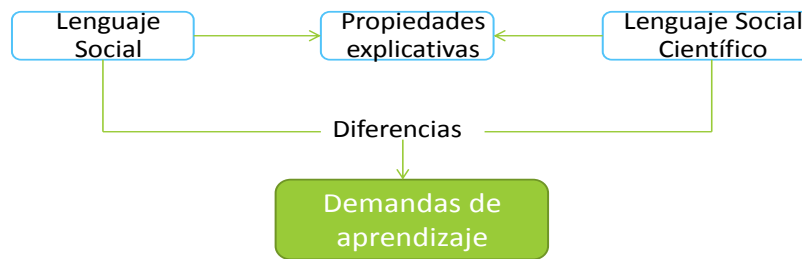 Lenguaje
Social
Propiedades
explicativas
Lenguaje Social
Científico
Diferencias
Demandas de
aprendizaje